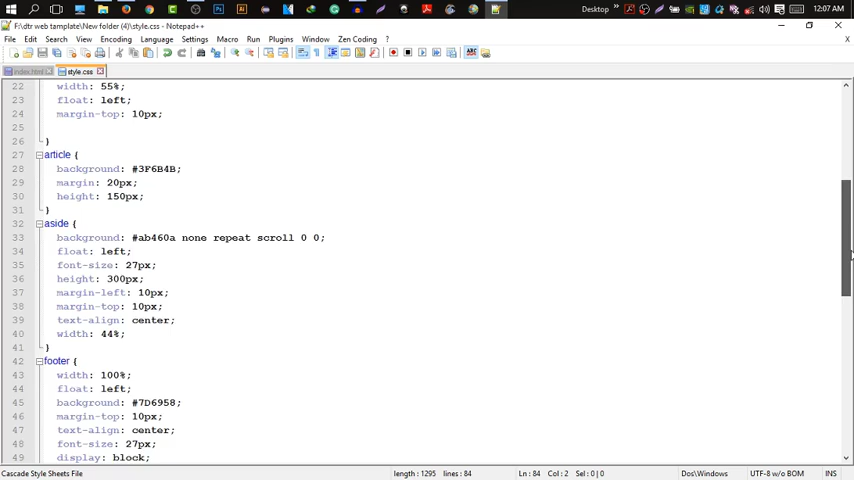 F:\dtr web tamplate\New folder (4)\style.css - Notepad++
Desktop
12:07 AM
File Edit Search View Encoding Language Settings Macro Run Plugins Window Zen Coding ?
X
index.html
style.css
22 width: 55%;
23 float: left;
24 margin-top: 10px;
25
26 }
27 article {
28 background: #3F6B4B;
29 margin: 20px;
30 height: 150px;
31 }
32 aside {
33 background: #ab460a none repeat scroll 0 0;
34 float: left;
35 font-size: 27px;
36 height: 300px;
37 margin-left: 10px;
38 margin-top: 10px;
39 text-align: center;
40 width: 44%;
41 }
42 footer {
43 width: 100%;
44 float: left;
45 background: #7D6958;
46 margin-top: 10px;
47 text-align: center;
48 font-size: 27px;
49 display: block;
Cascade Style Sheets File
length : 1295 lines : 84
Ln : 84 Col : 2 Sel : 0 | 0
Dos\Windows
UTF-8 w/o BOM
INS